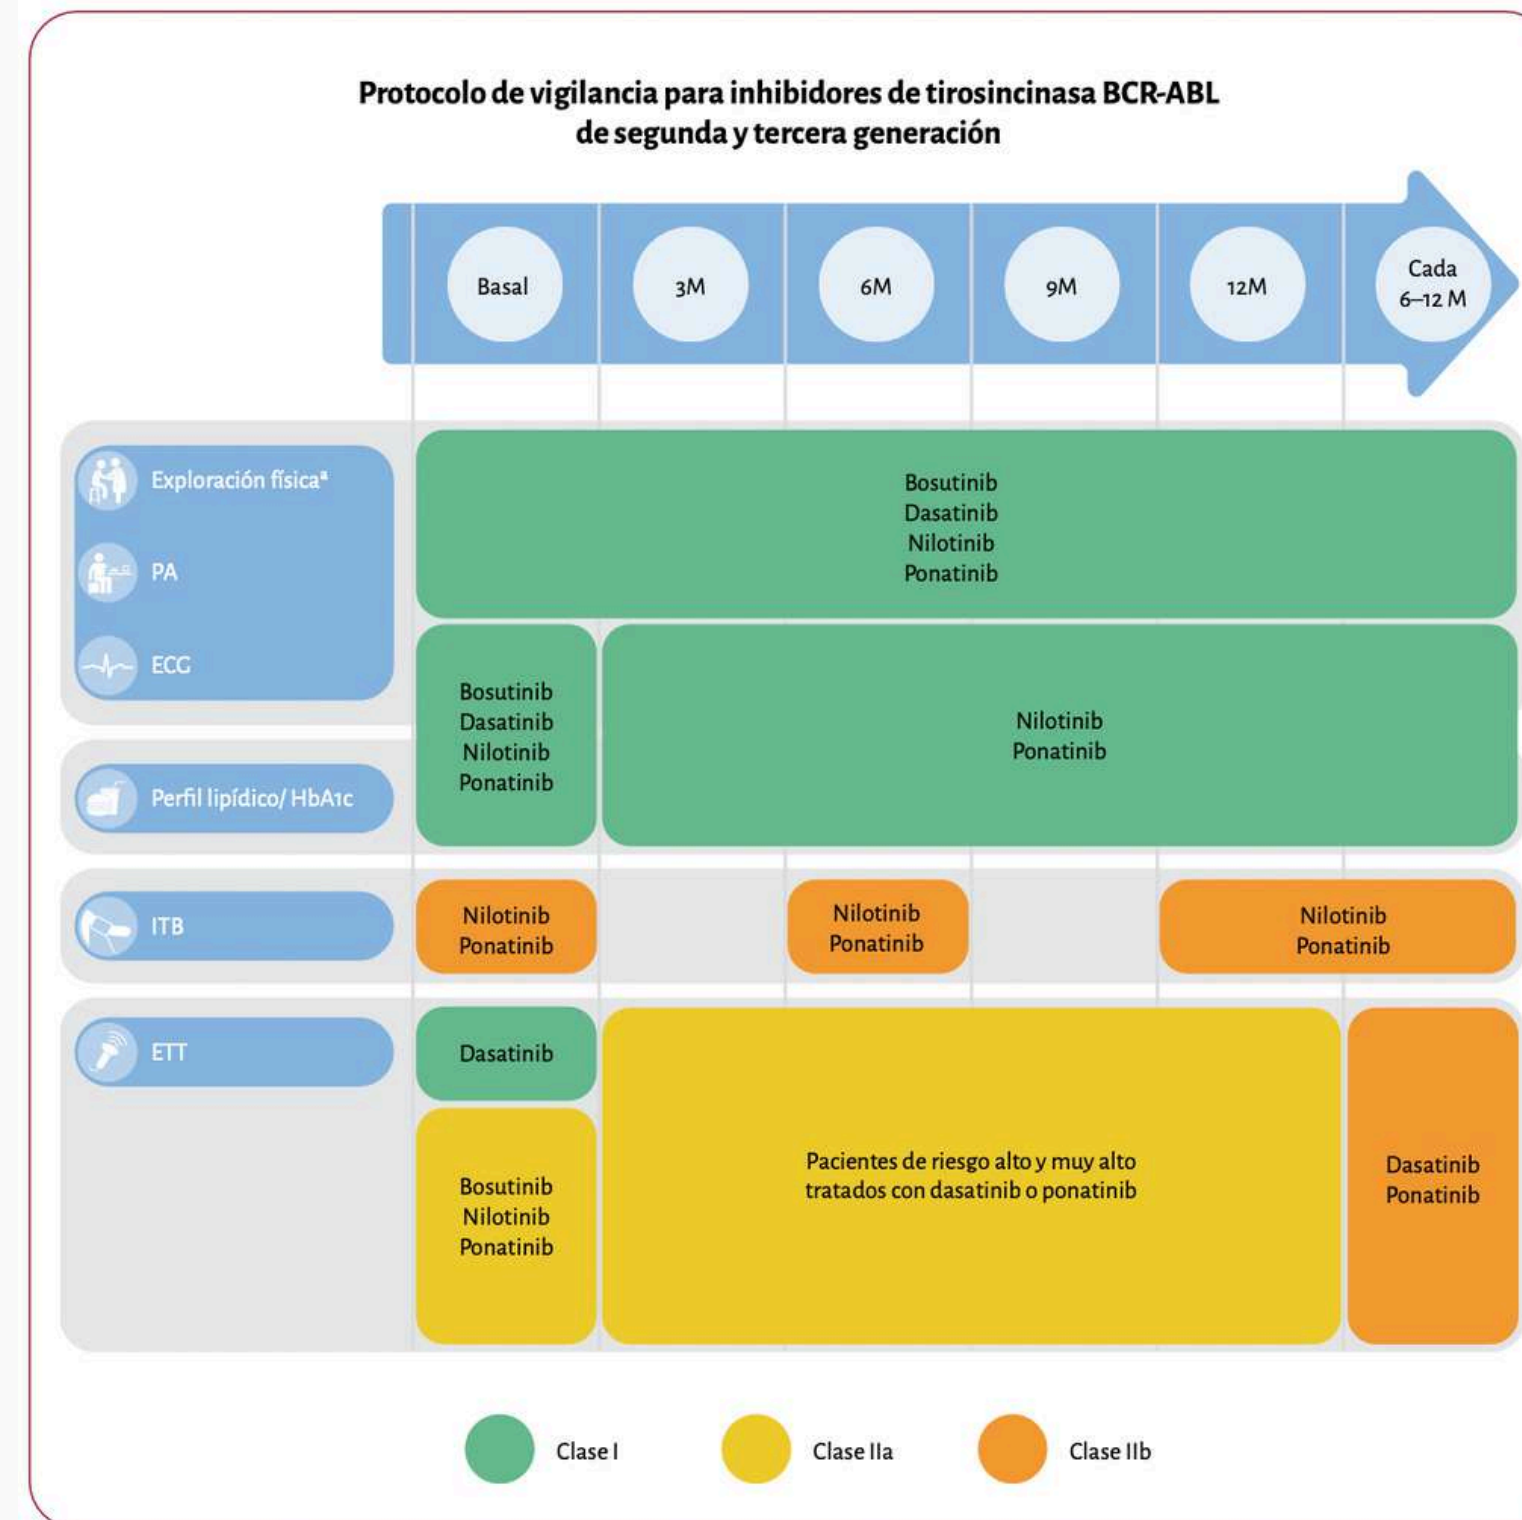 Protocolo de vigilancia para inhibidores de tirosincinasa BCR-ABL
de segunda y tercera generación
Basal
3M
6M
9M
12M
Cada
6–12 M
Exploración físicaª
PA
ECG
Bosutinib
Dasatinib
Nilotinib
Ponatinib
Bosutinib
Dasatinib
Nilotinib
Ponatinib
Nilotinib
Ponatinib
Perfil lipídico/ HbA1c
ITB
Nilotinib
Ponatinib
Nilotinib
Ponatinib
Nilotinib
Ponatinib
ETT
Dasatinib
Bosutinib
Nilotinib
Ponatinib
Pacientes de riesgo alto y muy alto
tratados con dasatinib o ponatinib
Dasatinib
Ponatinib
Clase I
Clase IIa
Clase IIb